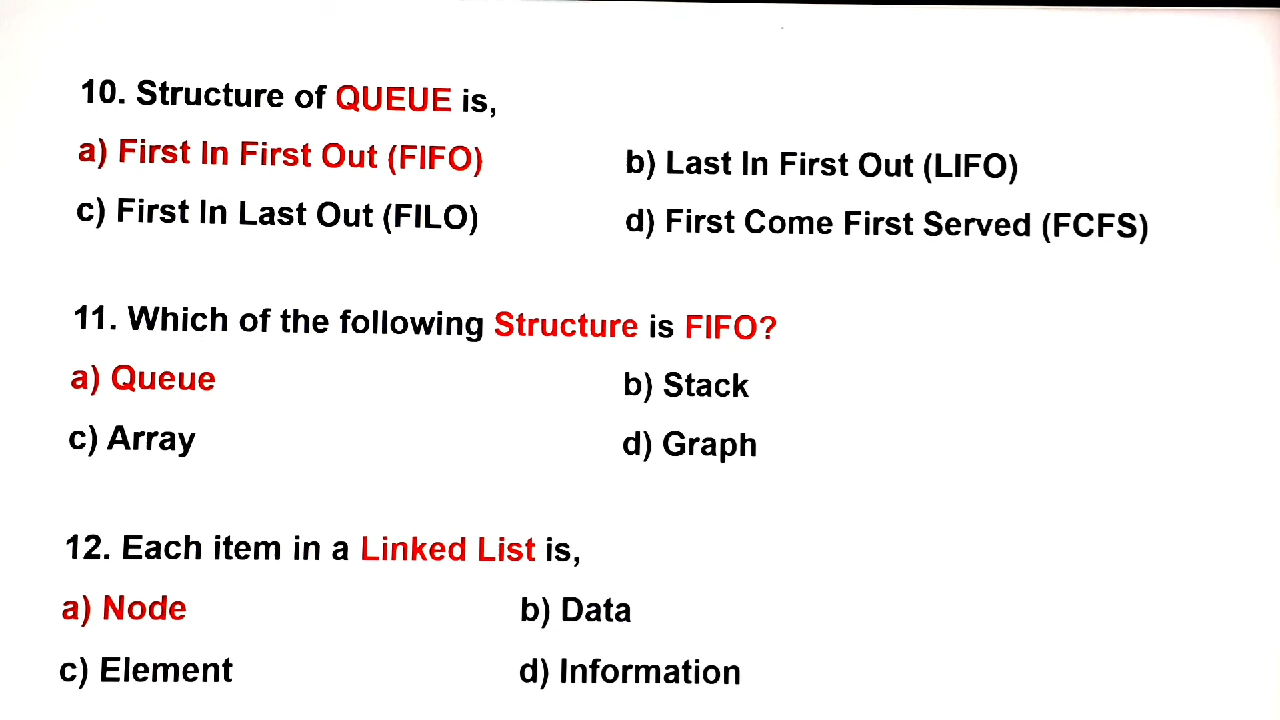 10. Structure of QUEUE is,
a) First In First Out (FIFO) b) Last In First Out (LIFO)
c) First In Last Out (FILO) d) First Come First Served (FCFS)
11. Which of the following Structure is FIFO?
a) Queue b) Stack
c) Array d) Graph
12. Each item in a Linked List is,
a) Node b) Data
c) Element d) Information